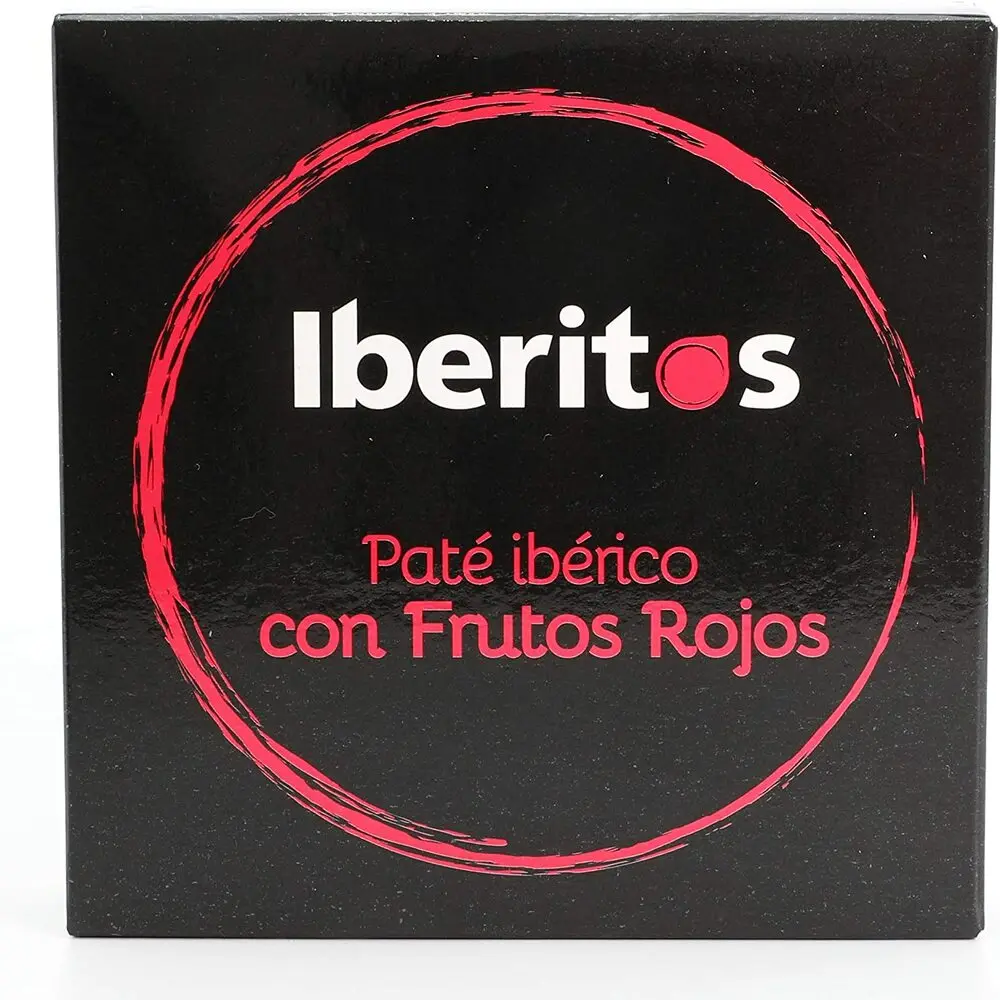 Iberitos
Paté ibérico
con Frutos Rojos